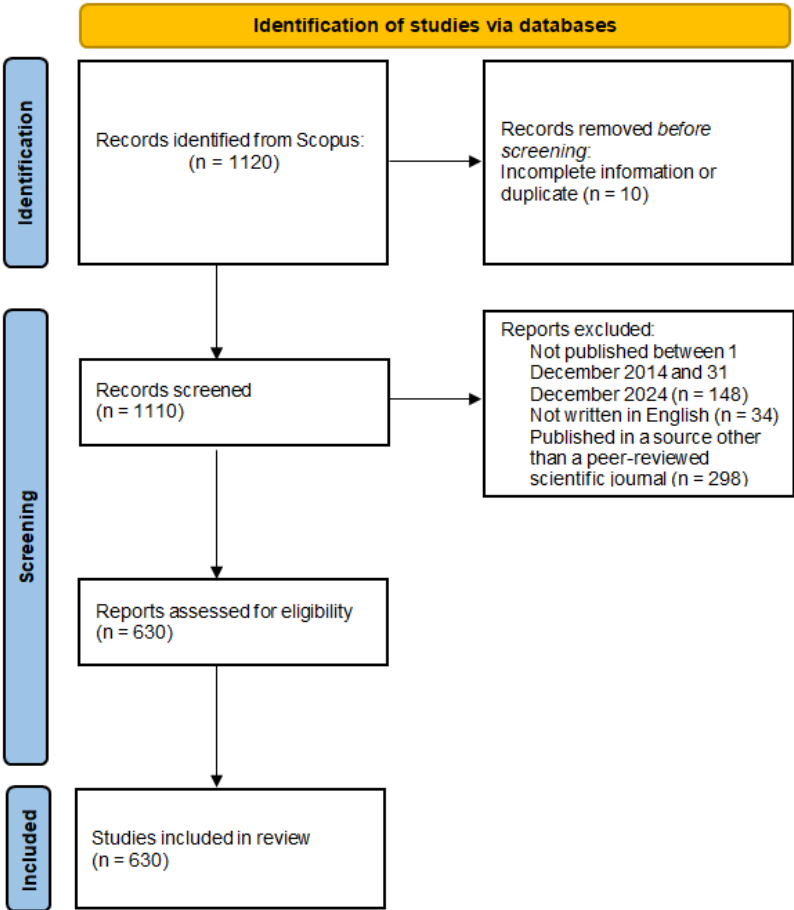 Identification of studies via databases
Identification
Records identified from Scopus:
(n = 1120)
Records removed before
screening:
Incomplete information or
duplicate (n = 10)
Screening
Records screened
(n = 1110)
Reports excluded:
Not published between 1
December 2014 and 31
December 2024 (n = 148)
Not written in English (n = 34)
Published in a source other
than a peer-reviewed
scientific journal (n = 298)
Reports assessed for eligibility
(n = 630)
Included
Studies included in review
(n = 630)